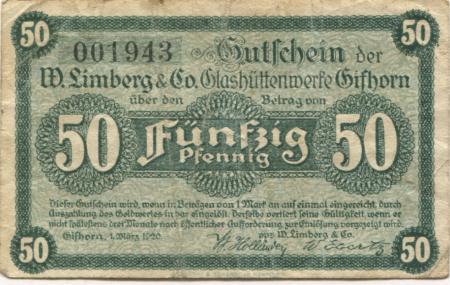 50 50
001943 Gutschein der
W. Limberg & Co. Glashüttenwerke Gifhorn
über den Betrag von
50 Fünfzig 50
Pfennig
Dieser Gutschein wird, wenn in Beträgen von 1 Mark an auf einmal eingereicht, durch
Auszahlung des Geldwertes in bar eingelöst. Derselbe verliert seine Gültigkeit, wenn er
nicht spätestens drei Monate nach öffentlicher Aufforderung zur Einlösung vorgezeigt wird.
Gifhorn, 1. März 1920. W. Limberg & Co.
50 50